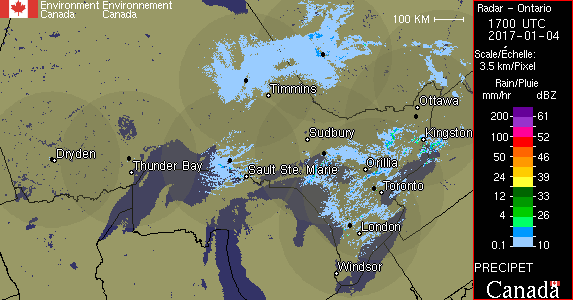 Environment Environnement
Canada Canada
100 KM
Timmins
Ottawa
Sudbury
Kingston
Dryden
Thunder Bay
Sault Ste. Marie
Orillia
Toronto
London
Windsor
Radar - Ontario
1700 UTC
2017-01-04
Scale/Échelle:
3.5 km/Pixel
Rain/Pluie
mm/hr dBZ
200 61
100 52
50 46
24 39
12 33
4 26
0.1 10
PRECIPET
Canada